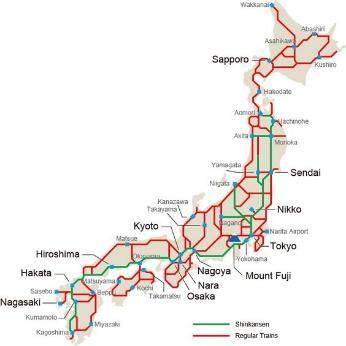 Wakkanai
Abashiri
Asahikawa
Sapporo
Kushiro
Hakodate
Aomori
Hachinohe
Akita
Morioka
Yamagata
Sendai
Niigata
Kanazawa
Takayama
Nikko
Nagano
Kyoto
Narita Airport
Matsue
Tokyo
Hiroshima
Yokohama
Okayama
Nagoya
Mount Fuji
Hakata
Nara
Matsuyama
Osaka
Sasebo
Beppu
Kochi
Takamatsu
Nagasaki
Kumamoto
Miyazaki
Shinkansen
Kagoshima
Regular Trains